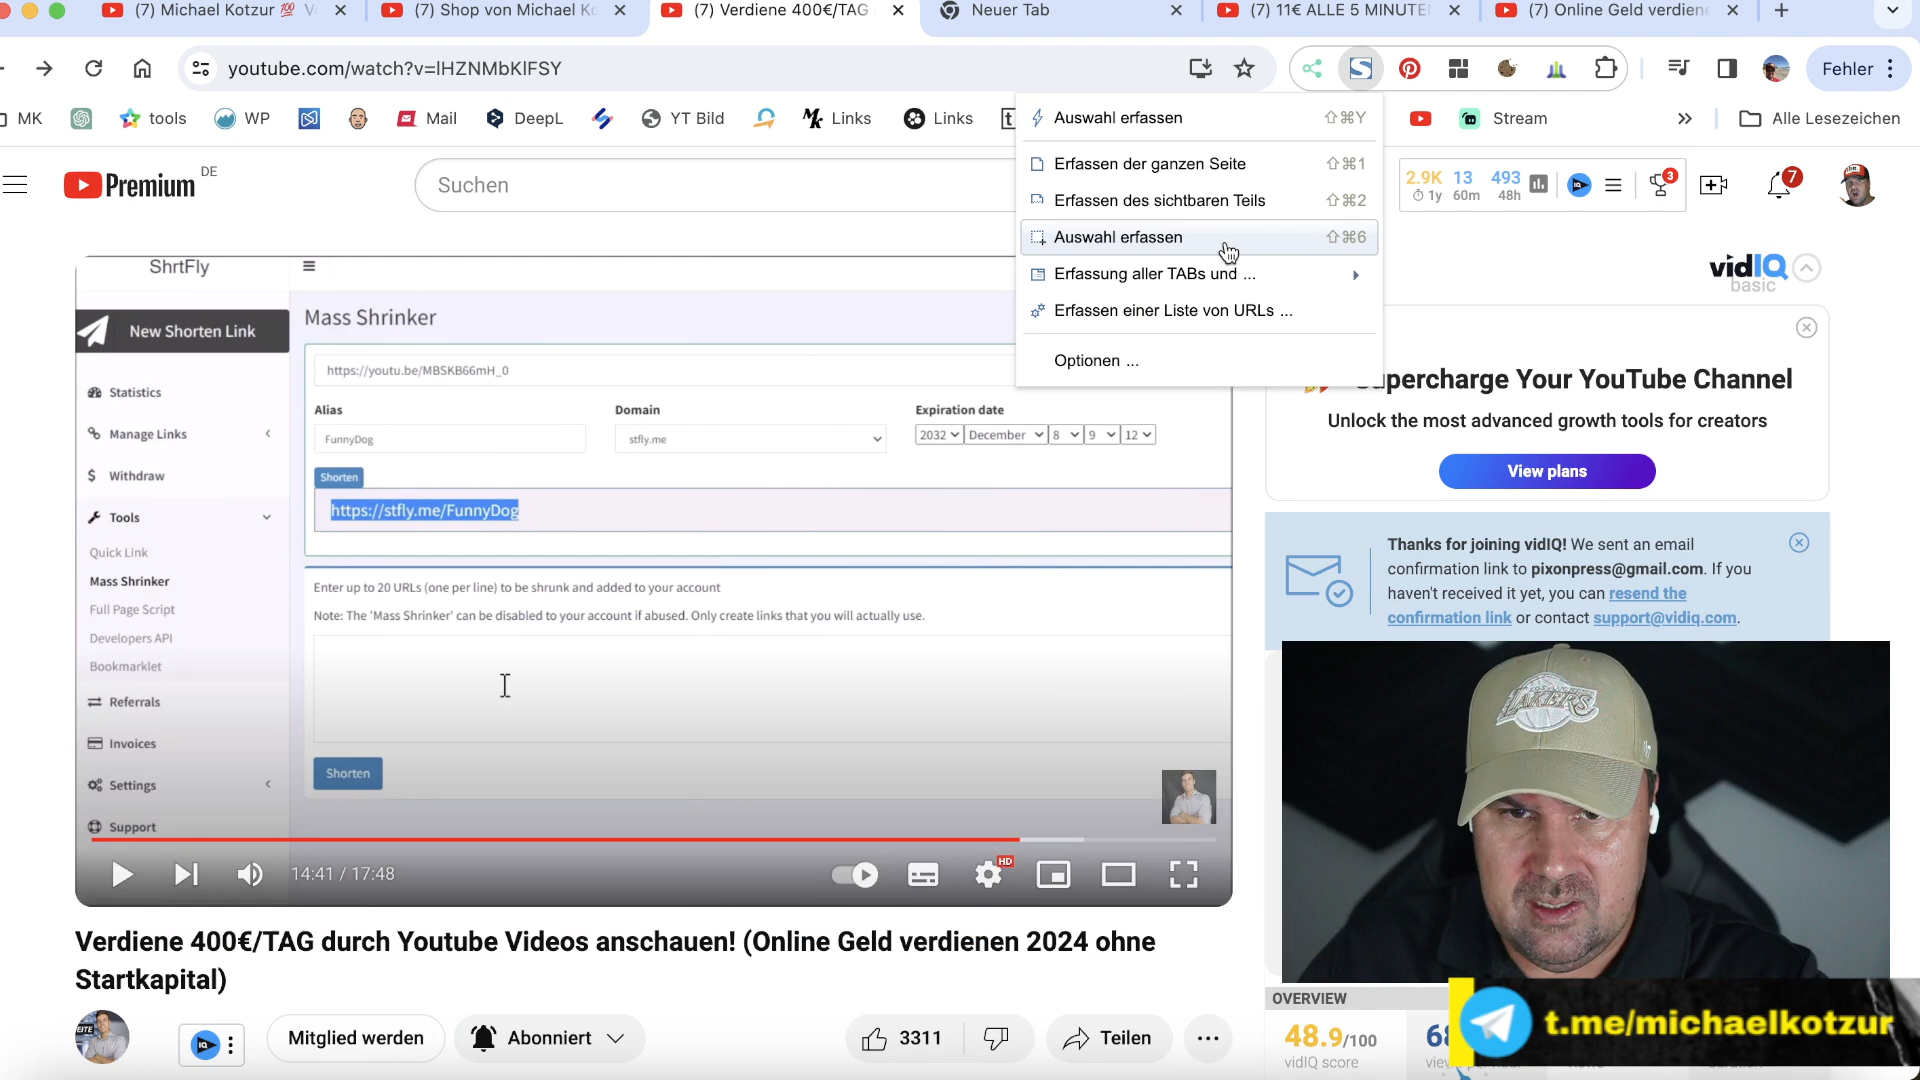 (7) Michael Kotzur 💯
(7) Shop von Michael Ko
(7) Verdiene 400€/TAG
Neuer Tab
(7) 11€ ALLE 5 MINUTE
(7) Online Geld verdiene
youtube.com/watch?v=lHZNMbKlFSY
Fehler
MK
tools
WP
Mail
DeepL
YT Bild
Links
Links
Stream
Alle Lesezeichen
Auswahl erfassen ⇧⌘Y
Erfassen der ganzen Seite ⇧⌘1
Erfassen des sichtbaren Teils ⇧⌘2
Auswahl erfassen ⇧⌘6
Erfassung aller TABs und ...
Erfassen einer Liste von URLs ...
Optionen ...
Premium DE
Suchen
2.9K 13 493
1y 60m 48h
3
7
ShrtFly
New Shorten Link
Statistics
Manage Links
Withdraw
Tools
Quick Link
Mass Shrinker
Full Page Script
Developers API
Bookmarklet
Referrals
Invoices
Settings
Support
Mass Shrinker
https://youtu.be/MBSKB66mH_0
Alias
Domain
Expiration date
FunnyDog
stfly.me
2032 December 8 9 12
Shorten
https://stfly.me/FunnyDog
Enter up to 20 URLs (one per line) to be shrunk and added to your account
Note: The 'Mass Shrinker' can be disabled to your account if abused. Only create links that you will actually use.
Shorten
14:41 / 17:48
HD
Verdiene 400€/TAG durch Youtube Videos anschauen! (Online Geld verdienen 2024 ohne
Startkapital)
Mitglied werden
Abonniert
3311
Teilen
vidIQ
basic
Supercharge Your YouTube Channel
Unlock the most advanced growth tools for creators
View plans
Thanks for joining vidIQ! We sent an email
confirmation link to pixonpress@gmail.com. If you
haven't received it yet, you can resend the
confirmation link or contact support@vidiq.com.
LAKERS
OVERVIEW
48.9/100
vidIQ score
t.me/michaelkotzur